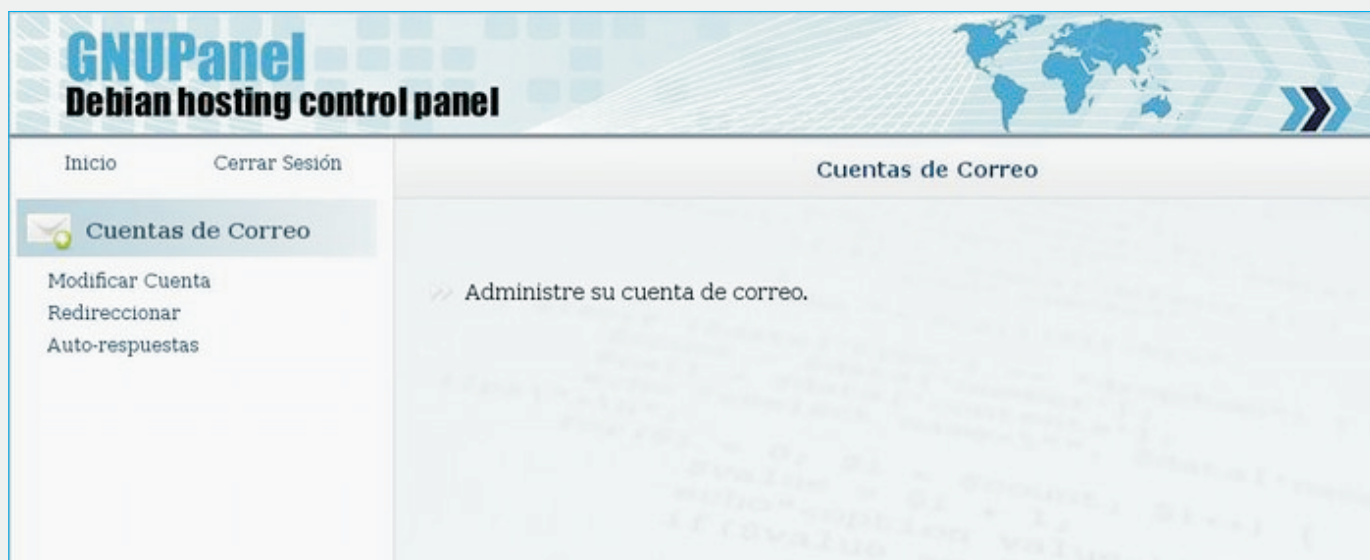 GNUPanel
Debian hosting control panel
Inicio Cerrar Sesión
Cuentas de Correo
Cuentas de Correo
Modificar Cuenta
Redireccionar
Auto-respuestas
Administre su cuenta de correo.